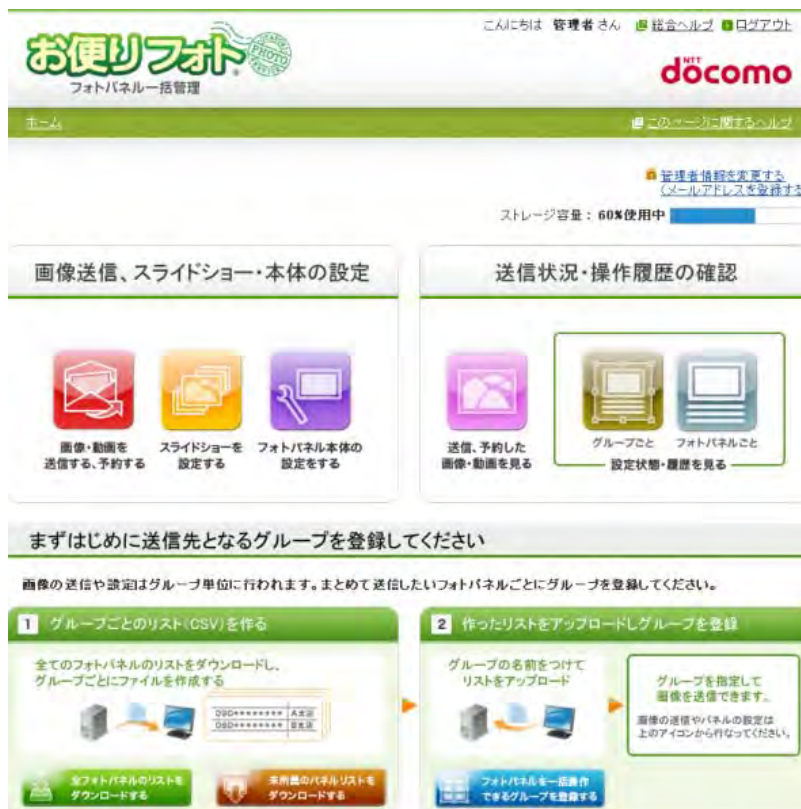 こんにちは 管理者 さん 総合ヘルプ ログアウト
お便りフォト
PHOTO
フォトパネル一括管理
NTT
döcomo
ホーム
このページに関するヘルプ
管理者情報を変更する
(メールアドレスを登録する
ストレージ容量：60%使用中
画像送信、スライドショー・本体の設定
送信状況・操作履歴の確認
画像・動画を
送信する、予約する
スライドショーを
設定する
フォトパネル本体の
設定をする
送信、予約した
画像・動画を見る
グループごと
フォトパネルごと
設定状態・履歴を見る
まずはじめに送信先となるグループを登録してください
画像の送信や設定はグループ単位に行われます。まとめて送信したいフォトパネルごとにグループを登録してください。
1 グループごとのリスト(CSV)を作る
全てのフォトパネルのリストをダウンロードし、
グループごとにファイルを作成する
090******** A支店
080******** B支店
全フォトパネルのリストを
ダウンロードする
未所属のパネルリストを
ダウンロードする
2 作ったリストをアップロードしグループを登録
グループの名前をつけて
リストをアップロード
フォトパネルを一括操作
できるグループを登録する
グループを指定して
画像を送信できます。
画像の送信やパネルの設定は
上のアイコンから行なってください。